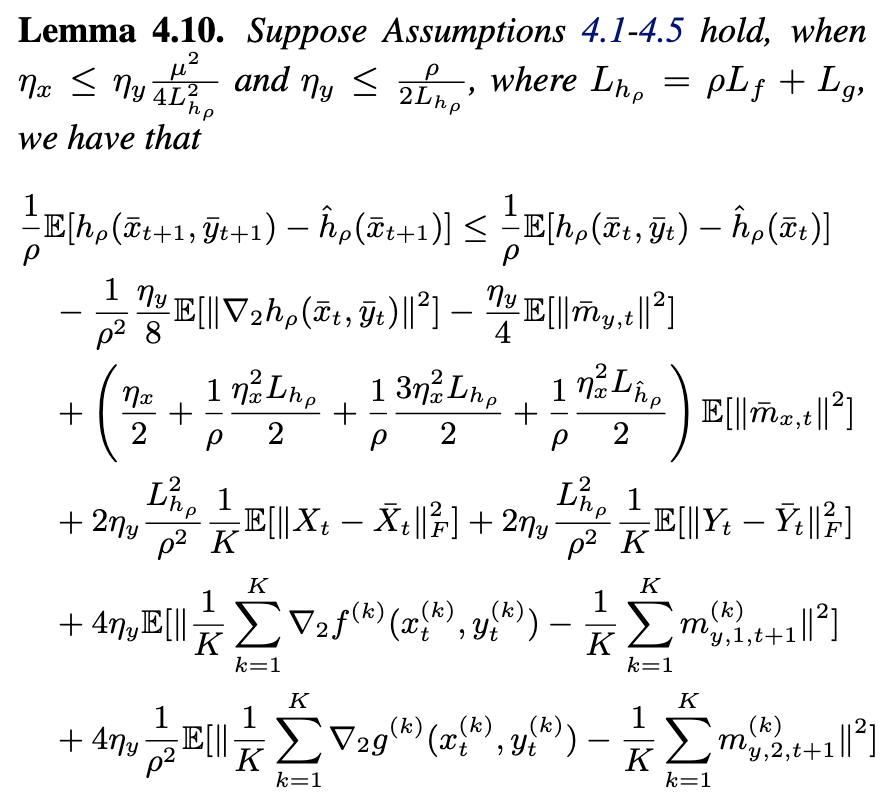 Lemma 4.10. Suppose Assumptions 4.1-4.5 hold, when
$\eta_x \leq \eta_y \frac{\mu^2}{4L_{h_\rho}^2}$ and $\eta_y \leq \frac{\rho}{2L_{h_\rho}}$, where $L_{h_\rho} = \rho L_f + L_g$,
we have that
$\frac{1}{\rho}\mathbb{E}[h_\rho(\bar{x}_{t+1}, \bar{y}_{t+1}) - \hat{h}_\rho(\bar{x}_{t+1})] \leq \frac{1}{\rho}\mathbb{E}[h_\rho(\bar{x}_t, \bar{y}_t) - \hat{h}_\rho(\bar{x}_t)]$
$- \frac{1}{\rho^2}\frac{\eta_y}{8}\mathbb{E}[\|\nabla_2 h_\rho(\bar{x}_t, \bar{y}_t)\|^2] - \frac{\eta_y}{4}\mathbb{E}[\|\bar{m}_{y,t}\|^2]$
$+ \left(\frac{\eta_x}{2} + \frac{1}{\rho}\frac{\eta_x^2 L_{h_\rho}}{2} + \frac{1}{\rho}\frac{3\eta_x^2 L_{h_\rho}}{2} + \frac{1}{\rho}\frac{\eta_x^2 L_{\hat{h}_\rho}}{2}\right)\mathbb{E}[\|\bar{m}_{x,t}\|^2]$
$+ 2\eta_y \frac{L_{h_\rho}^2}{\rho^2}\frac{1}{K}\mathbb{E}[\|X_t - \bar{X}_t\|_F^2] + 2\eta_y \frac{L_{h_\rho}^2}{\rho^2}\frac{1}{K}\mathbb{E}[\|Y_t - \bar{Y}_t\|_F^2]$
$+ 4\eta_y \mathbb{E}[\|\frac{1}{K}\sum_{k=1}^{K} \nabla_2 f^{(k)}(x_t^{(k)}, y_t^{(k)}) - \frac{1}{K}\sum_{k=1}^{K} m_{y,1,t+1}^{(k)}\|^2]$
$+ 4\eta_y \frac{1}{\rho^2}\mathbb{E}[\|\frac{1}{K}\sum_{k=1}^{K} \nabla_2 g^{(k)}(x_t^{(k)}, y_t^{(k)}) - \frac{1}{K}\sum_{k=1}^{K} m_{y,2,t+1}^{(k)}\|^2]$